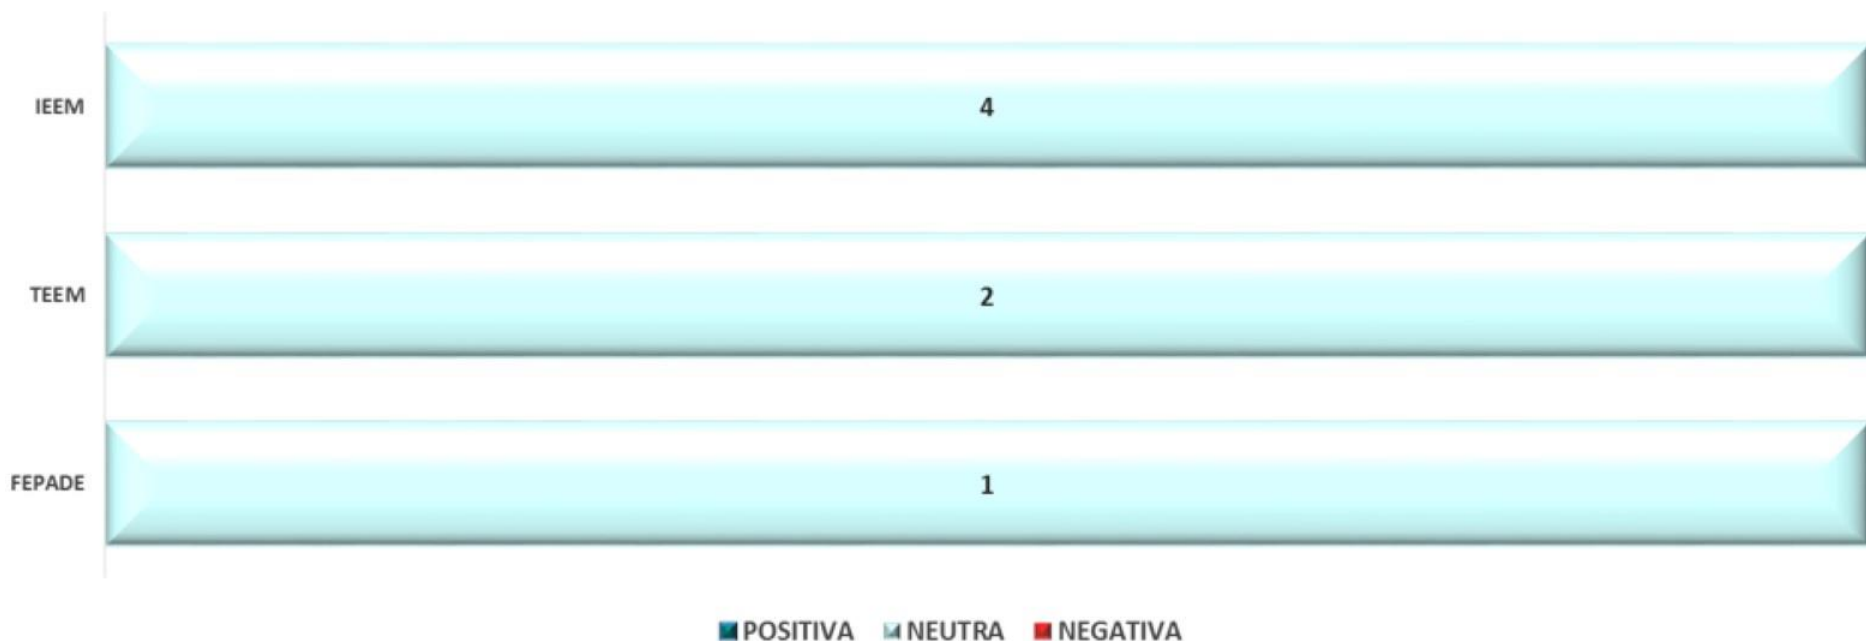 IEEM 4
TEEM 2
FEPADE 1
POSITIVA NEUTRA NEGATIVA